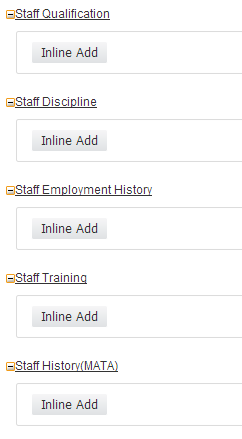 Staff Qualification
Inline Add
Staff Discipline
Inline Add
Staff Employment History
Inline Add
Staff Training
Inline Add
Staff History(MATA)
Inline Add